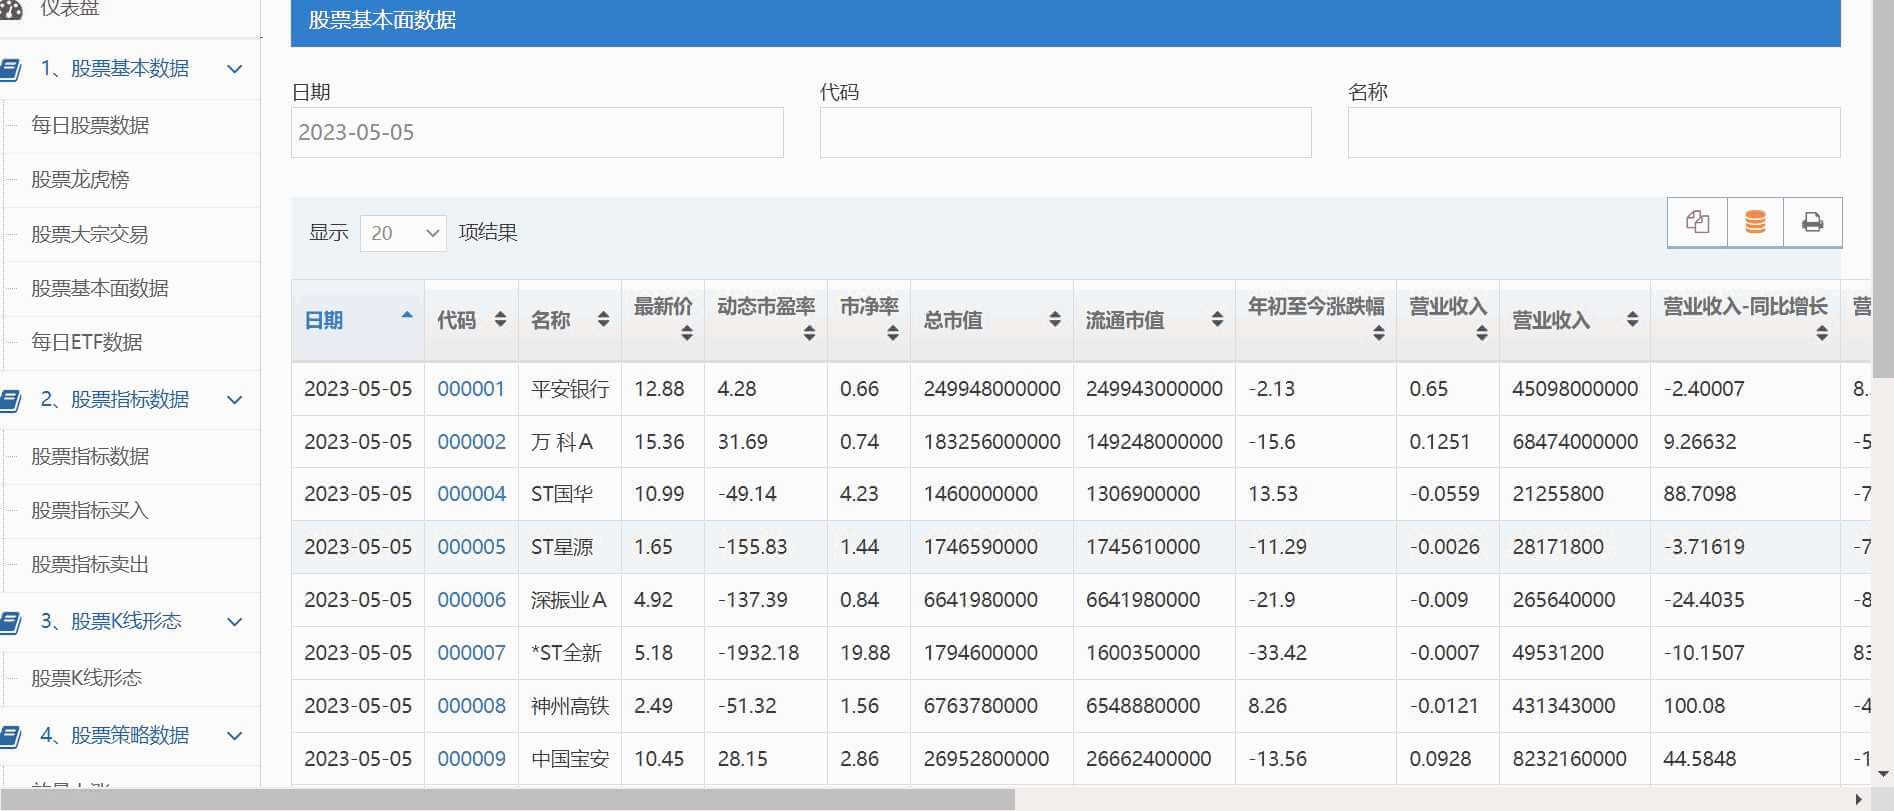 仪表盘
1、股票基本数据
每日股票数据
股票龙虎榜
股票大宗交易
股票基本面数据
每日ETF数据
2、股票指标数据
股票指标数据
股票指标买入
股票指标卖出
3、股票K线形态
股票K线形态
4、股票策略数据
股票基本面数据
日期 代码 名称
2023-05-05
显示 20 项结果
日期 代码 名称 最新价 动态市盈率 市净率 总市值 流通市值 年初至今涨跌幅 营业收入 营业收入 营业收入-同比增长 营
2023-05-05 000001 平安银行 12.88 4.28 0.66 249948000000 249943000000 -2.13 0.65 45098000000 -2.40007 8.
2023-05-05 000002 万 科Ａ 15.36 31.69 0.74 183256000000 149248000000 -15.6 0.1251 68474000000 9.26632 -5
2023-05-05 000004 ST国华 10.99 -49.14 4.23 1460000000 1306900000 13.53 -0.0559 21255800 88.7098 -7
2023-05-05 000005 ST星源 1.65 -155.83 1.44 1746590000 1745610000 -11.29 -0.0026 28171800 -3.71619 -7
2023-05-05 000006 深振业Ａ 4.92 -137.39 0.84 6641980000 6641980000 -21.9 -0.009 265640000 -24.4035 -8
2023-05-05 000007 *ST全新 5.18 -1932.18 19.88 1794600000 1600350000 -33.42 -0.0007 49531200 -10.1507 83
2023-05-05 000008 神州高铁 2.49 -51.32 1.56 6763780000 6548880000 8.26 -0.0121 431343000 100.08 -4
2023-05-05 000009 中国宝安 10.45 28.15 2.86 26952800000 26662400000 -13.56 0.0928 8232160000 44.5848 -1